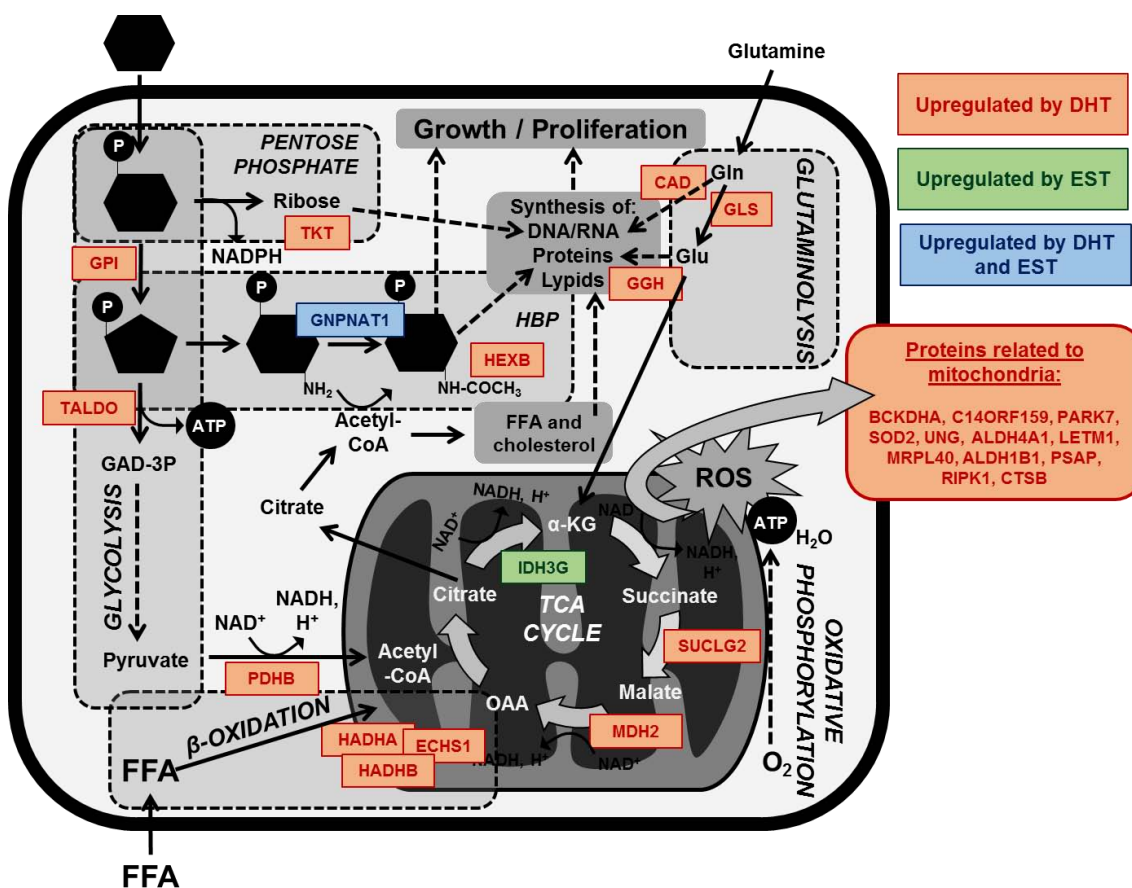 Glutamine
Upregulated by DHT
Upregulated by EST
Upregulated by DHT
and EST
Growth / Proliferation
PENTOSE
PHOSPHATE
P
Ribose
TKT
NADPH
GPI
Synthesis of:
DNA/RNA
Proteins
Lypids
CAD
Gln
GLS
Glu
GGH
GLUTAMINOLYSIS
P
P
P
GNPNAT1
HBP
HEXB
NH2
NH-COCH3
TALDO
ATP
Acetyl-
CoA
FFA and
cholesterol
GAD-3P
GLYCOLYSIS
Citrate
Pyruvate
NAD+
NADH,
H+
PDHB
Proteins related to
mitochondria:
BCKDHA, C14ORF159, PARK7,
SOD2, UNG, ALDH4A1, LETM1,
MRPL40, ALDH1B1, PSAP,
RIPK1, CTSB
ROS
ATP
H2O
OXIDATIVE
PHOSPHORYLATION
O2
NAD+
NADH, H+
α-KG
NAD
NADH,
H+
IDH3G
Citrate
TCA
CYCLE
Succinate
SUCLG2
Acetyl
-CoA
OAA
Malate
MDH2
NADH, H+
NAD+
β-OXIDATION
HADHA
ECHS1
HADHB
FFA
FFA